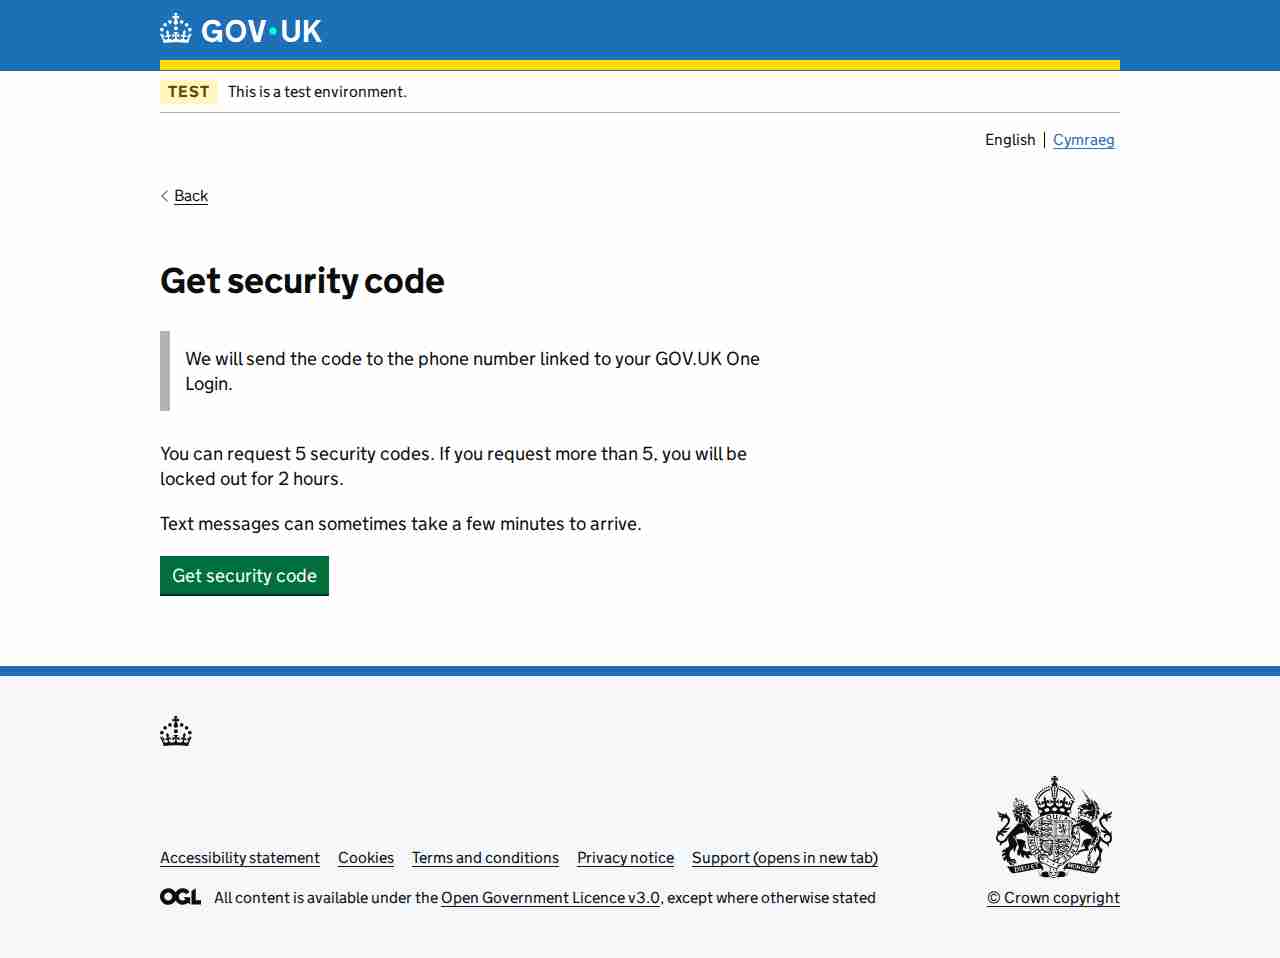 GOV.UK
TEST This is a test environment.
English Cymraeg
Back
Get security code
We will send the code to the phone number linked to your GOV.UK One
Login.
You can request 5 security codes. If you request more than 5, you will be
locked out for 2 hours.
Text messages can sometimes take a few minutes to arrive.
Get security code
Accessibility statement Cookies Terms and conditions Privacy notice Support (opens in new tab)
OGL All content is available under the Open Government Licence v3.0, except where otherwise stated
© Crown copyright